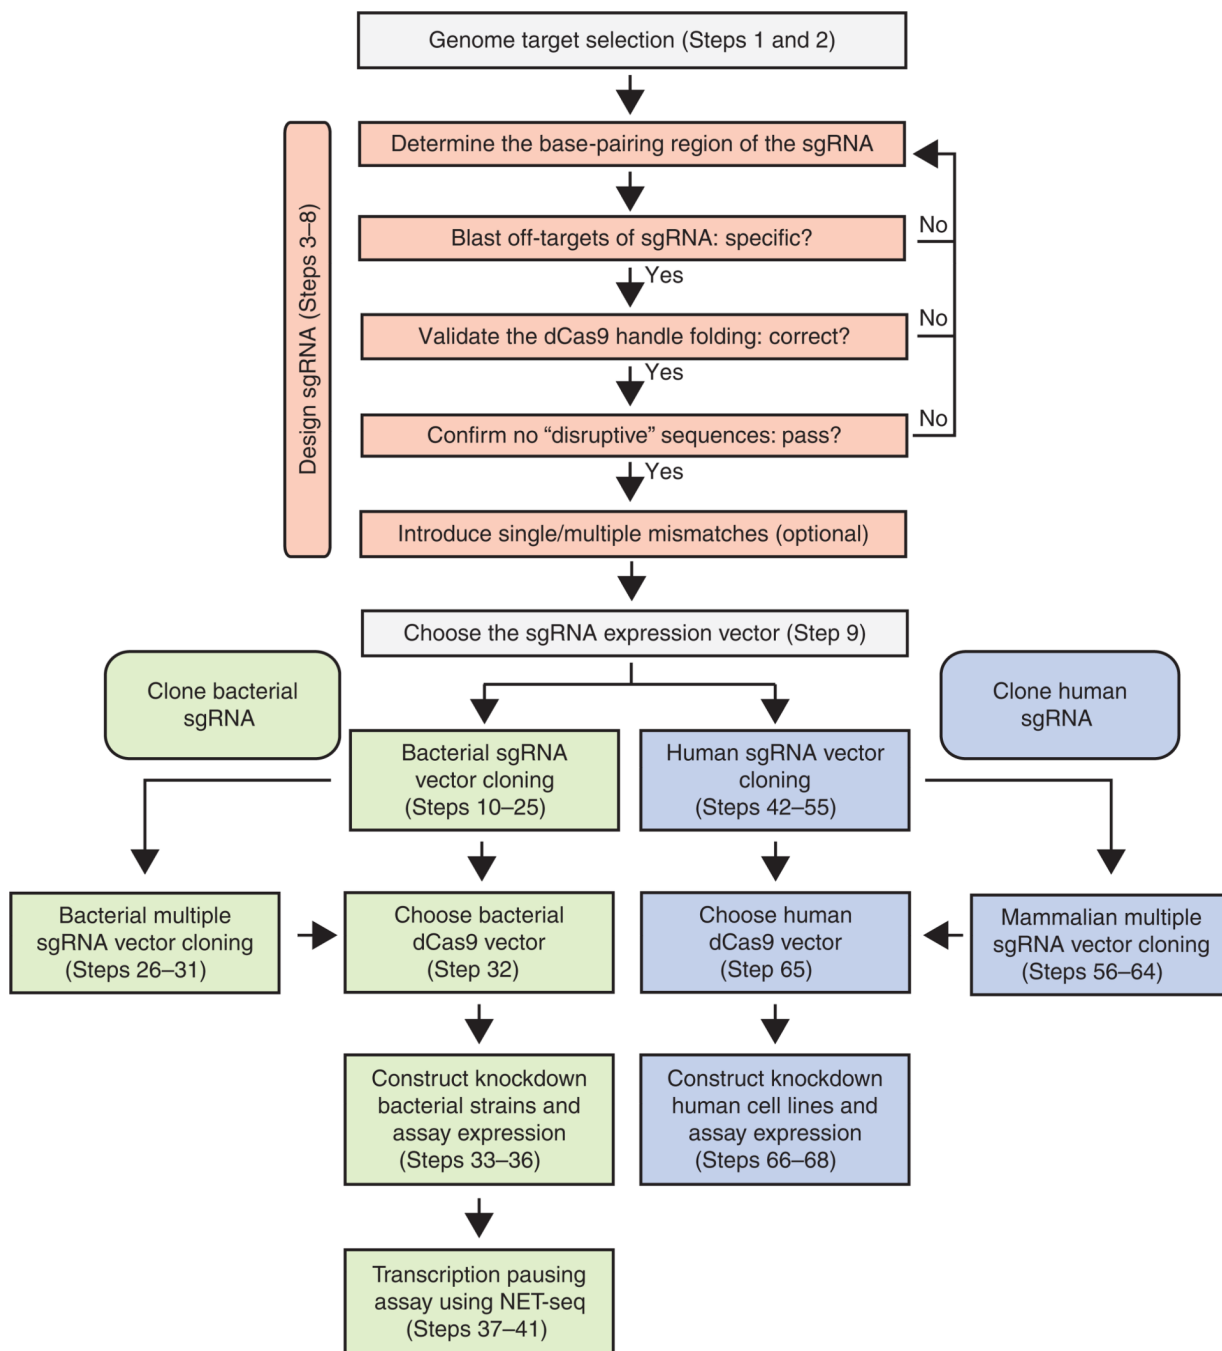 Genome target selection (Steps 1 and 2)
Design sgRNA (Steps 3–8)
Determine the base-pairing region of the sgRNA
Blast off-targets of sgRNA: specific?
No
Yes
Validate the dCas9 handle folding: correct?
No
Yes
Confirm no “disruptive” sequences: pass?
No
Yes
Introduce single/multiple mismatches (optional)
Choose the sgRNA expression vector (Step 9)
Clone bacterial
sgRNA
Clone human
sgRNA
Bacterial sgRNA
vector cloning
(Steps 10–25)
Human sgRNA vector
cloning
(Steps 42–55)
Bacterial multiple
sgRNA vector cloning
(Steps 26–31)
Choose bacterial
dCas9 vector
(Step 32)
Choose human
dCas9 vector
(Step 65)
Mammalian multiple
sgRNA vector cloning
(Steps 56–64)
Construct knockdown
bacterial strains and
assay expression
(Steps 33–36)
Construct knockdown
human cell lines and
assay expression
(Steps 66–68)
Transcription pausing
assay using NET-seq
(Steps 37–41)